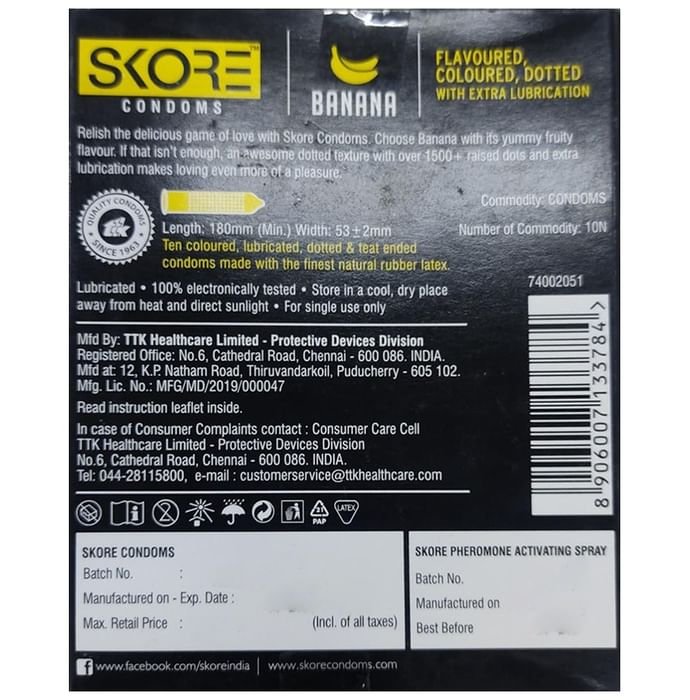 SKORE™
CONDOMS
BANANA
FLAVOURED,
COLOURED, DOTTED
WITH EXTRA LUBRICATION
Relish the delicious game of love with Skore Condoms. Choose Banana with its yummy fruity
flavour. If that isn't enough, an awesome dotted texture with over 1500+ raised dots and extra
lubrication makes loving even more of a pleasure.
QUALITY CONDOMS
SINCE 1963
Length: 180mm (Min.) Width: 53±2mm
Ten coloured, lubricated, dotted & teat ended
condoms made with the finest natural rubber latex.
Commodity: CONDOMS
Number of Commodity: 10N
Lubricated • 100% electronically tested • Store in a cool, dry place
away from heat and direct sunlight • For single use only
74002051
8 906007 133784 >
Mfd By: TTK Healthcare Limited - Protective Devices Division
Registered Office: No.6, Cathedral Road, Chennai - 600 086. INDIA.
Mfd at: 12, K.P. Natham Road, Thiruvandarkoil, Puducherry - 605 102.
Mfg. Lic. No.: MFG/MD/2019/000047
Read instruction leaflet inside.
In case of Consumer Complaints contact : Consumer Care Cell
TTK Healthcare Limited - Protective Devices Division
No.6, Cathedral Road, Chennai - 600 086. INDIA.
Tel: 044-28115800, e-mail : customerservice@ttkhealthcare.com
21
PAP
LATEX
SKORE CONDOMS
Batch No. :
Manufactured on - Exp. Date :
Max. Retail Price : (Incl. of all taxes)
SKORE PHEROMONE ACTIVATING SPRAY
Batch No.
Manufactured on
Best Before
f www.facebook.com/skoreindia | www.skorecondoms.com